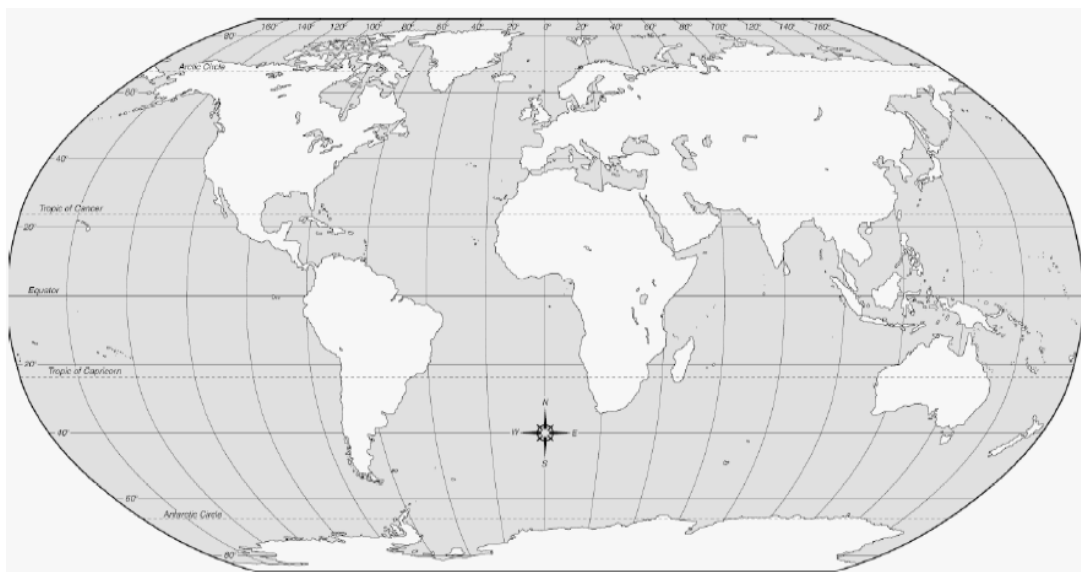 160° 140° 120° 100° 80° 60° 40° 20° 0° 20° 40° 60° 80° 100° 120° 140° 160°
80°
Arctic Circle
60°
40°
Tropic of Cancer
20°
Equator
20°
Tropic of Capricorn
N
40°
W E
S
60°
Antarctic Circle
80°